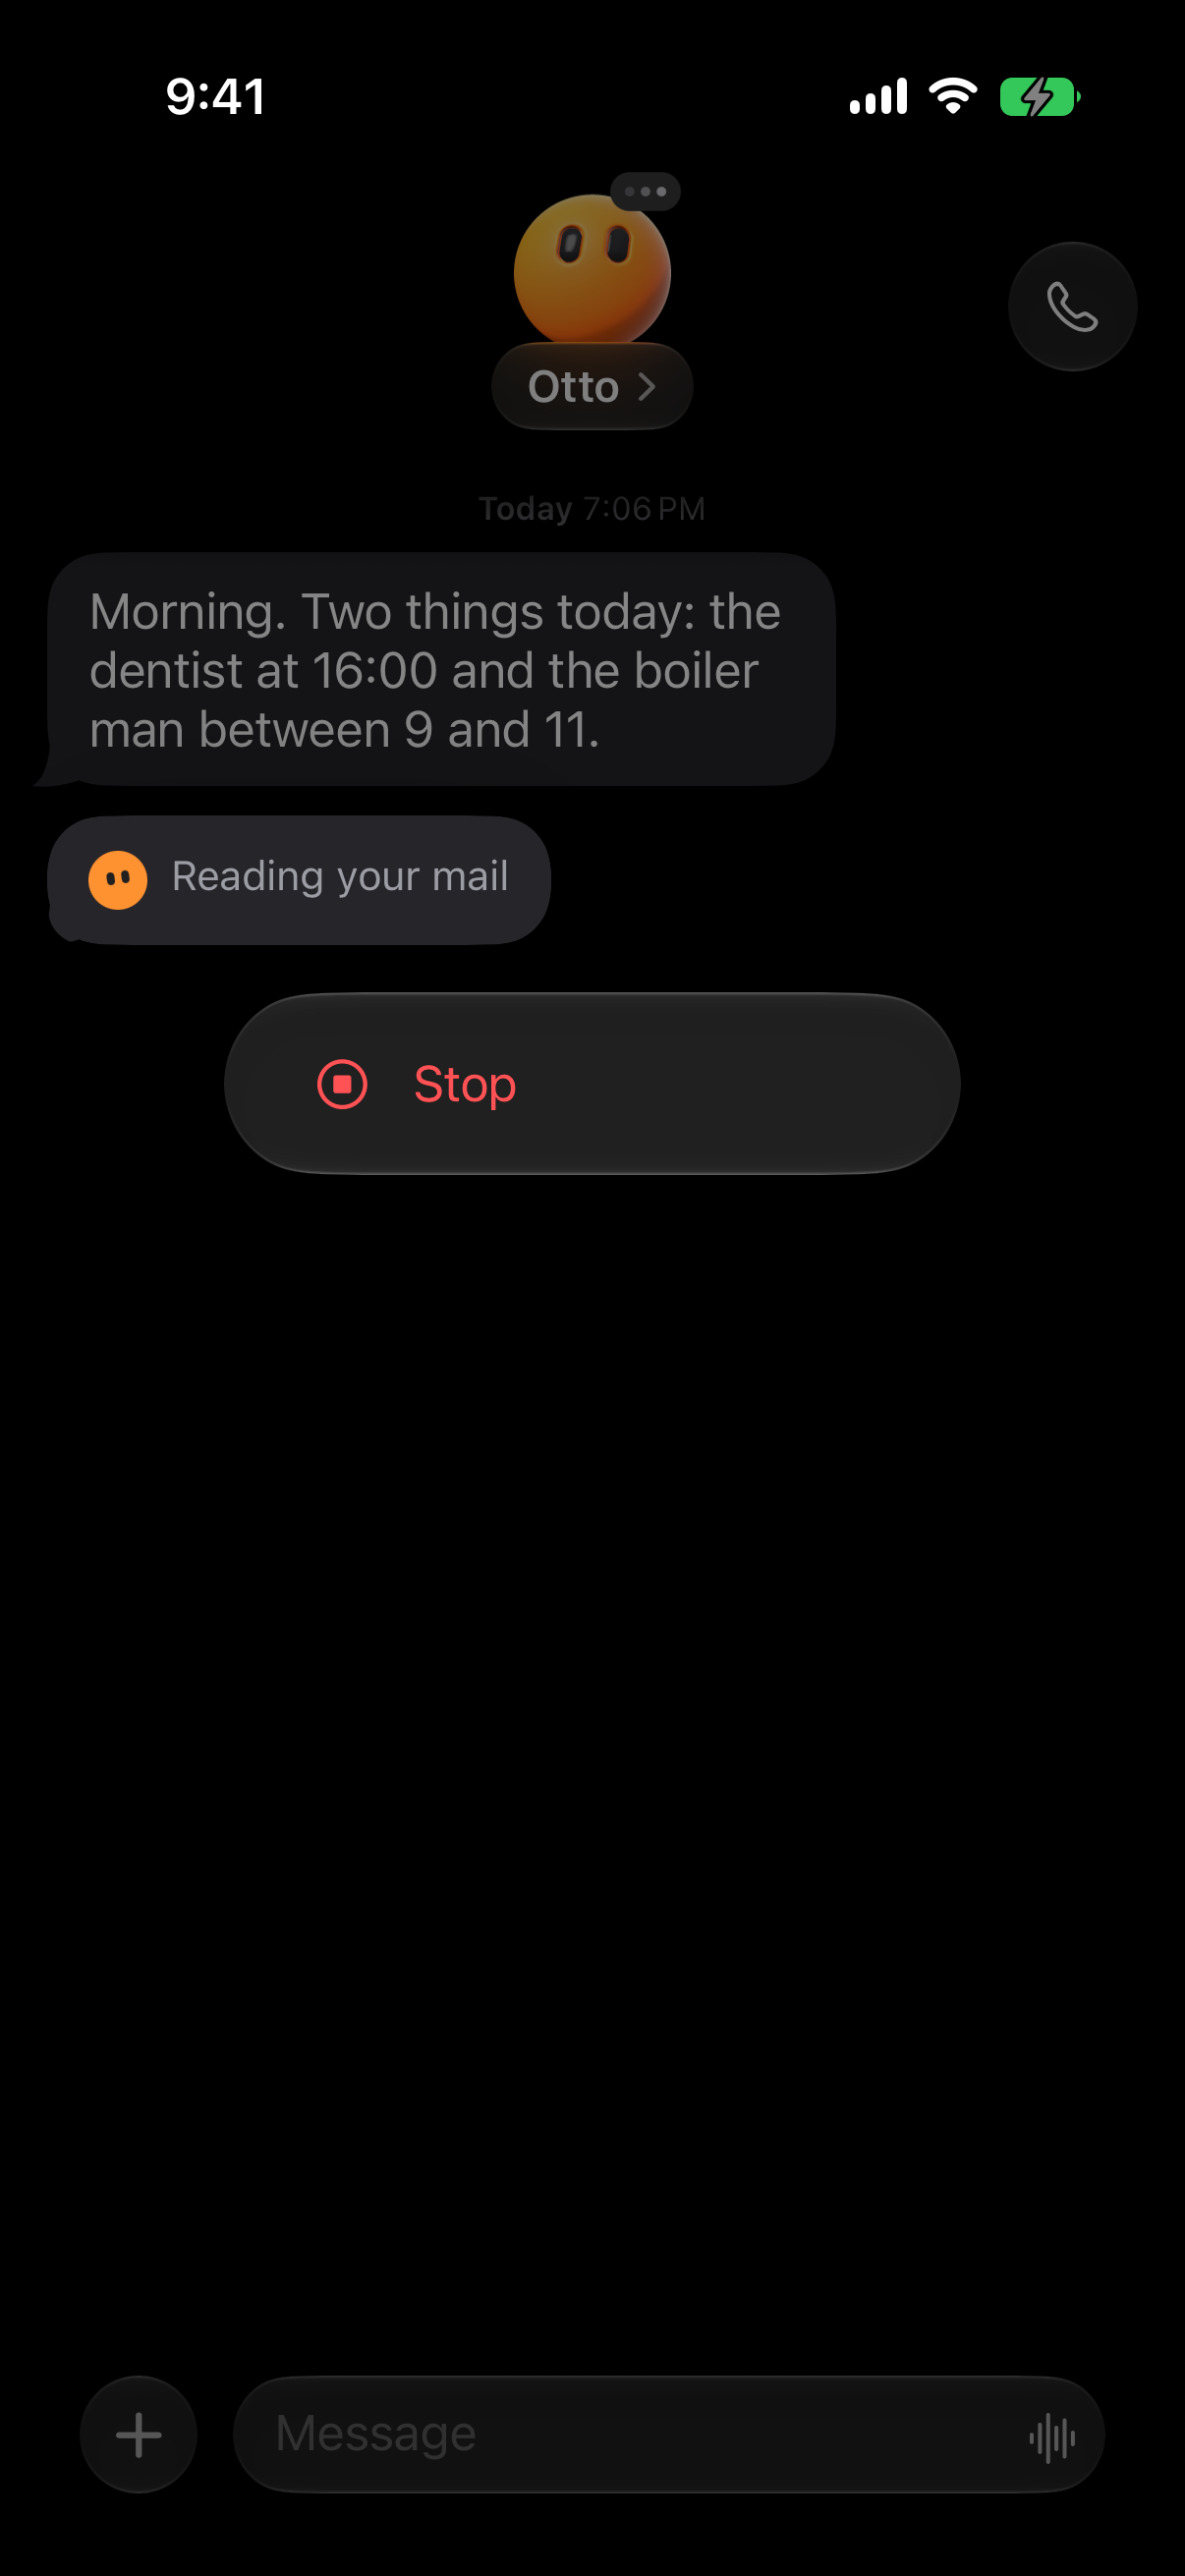 9:41
Otto
Today 7:06 PM
Morning. Two things today: the
dentist at 16:00 and the boiler
man between 9 and 11.
Reading your mail
Stop
Message